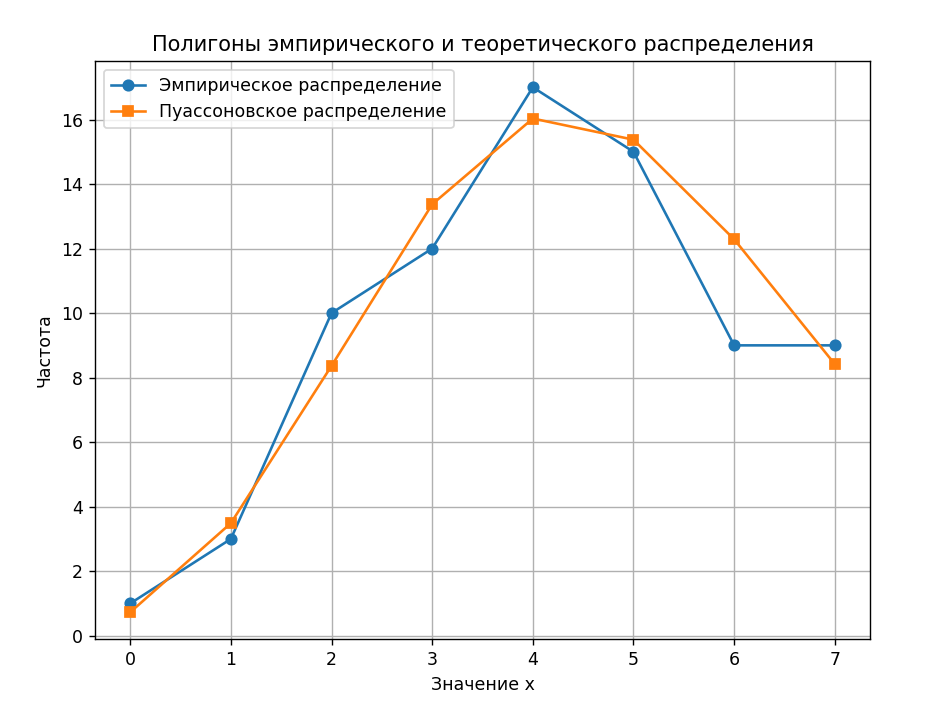 Полигоны эмпирического и теоретического распределения
Эмпирическое распределение
Пуассоновское распределение
16
14
12
10
8
6
4
2
0
Частота
0 1 2 3 4 5 6 7
Значение x